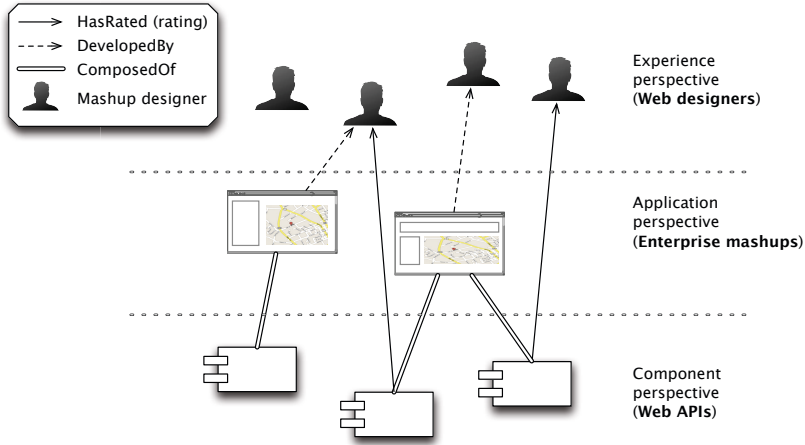 HasRated (rating)
DevelopedBy
ComposedOf
Mashup designer
Experience
perspective
(Web designers)
Application
perspective
(Enterprise mashups)
Component
perspective
(Web APIs)